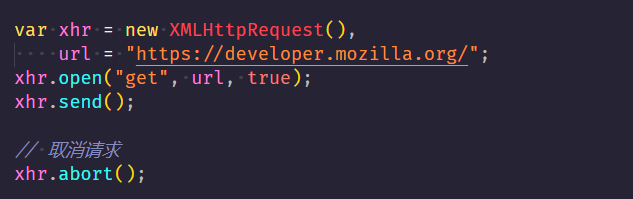 var xhr = new XMLHttpRequest(),
    url = "https://developer.mozilla.org/";
xhr.open("get", url, true);
xhr.send();

// 取消请求
xhr.abort();